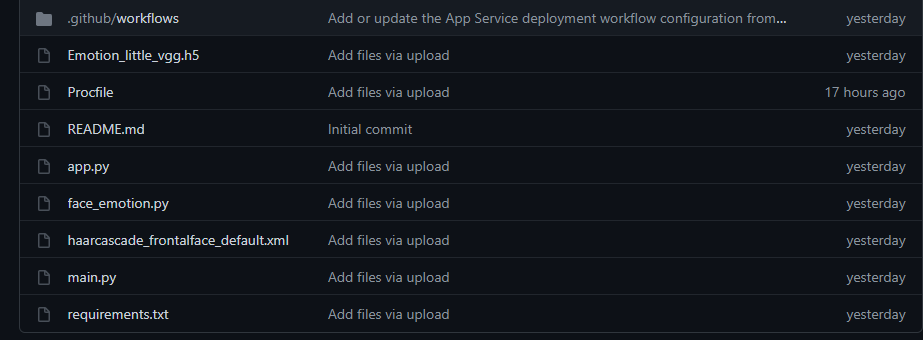 .github/workflows Add or update the App Service deployment workflow configuration from... yesterday
Emotion_little_vgg.h5 Add files via upload yesterday
Procfile Add files via upload 17 hours ago
README.md Initial commit yesterday
app.py Add files via upload yesterday
face_emotion.py Add files via upload yesterday
haarcascade_frontalface_default.xml Add files via upload yesterday
main.py Add files via upload yesterday
requirements.txt Add files via upload yesterday